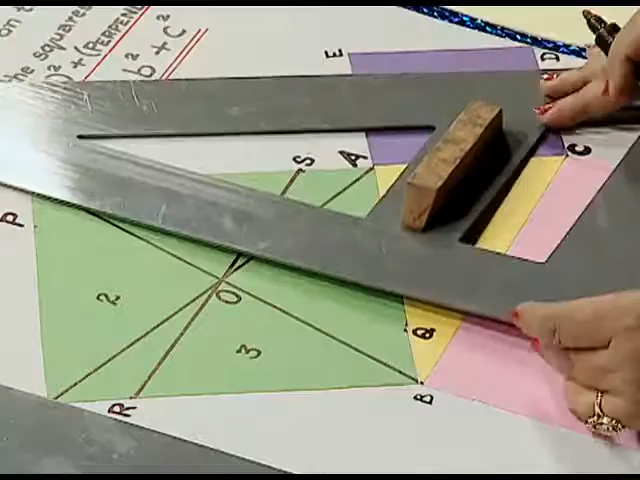 on t
the squares
)² + (PERPEN
b² + c²
E
D
S
A
C
P
2
O
Q
3
R
B